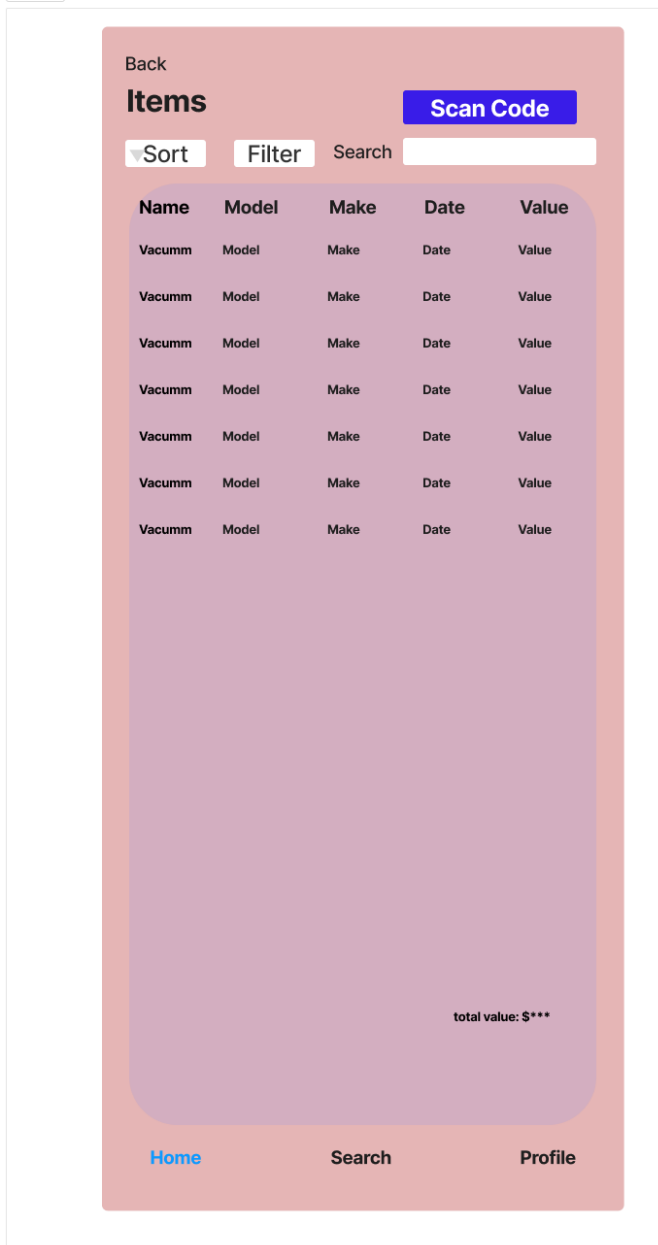 Back
Items
Scan Code
Sort Filter Search
Name Model Make Date Value
Vacumm Model Make Date Value
Vacumm Model Make Date Value
Vacumm Model Make Date Value
Vacumm Model Make Date Value
Vacumm Model Make Date Value
Vacumm Model Make Date Value
Vacumm Model Make Date Value
total value: $***
Home Search Profile